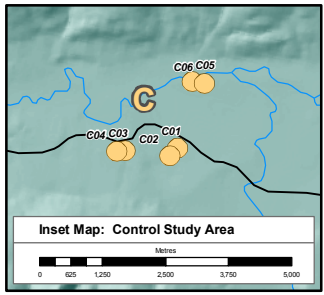 C06 C05
C
C04 C03
C02 C01
Inset Map: Control Study Area
Metres
0 625 1,250 2,500 3,750 5,000